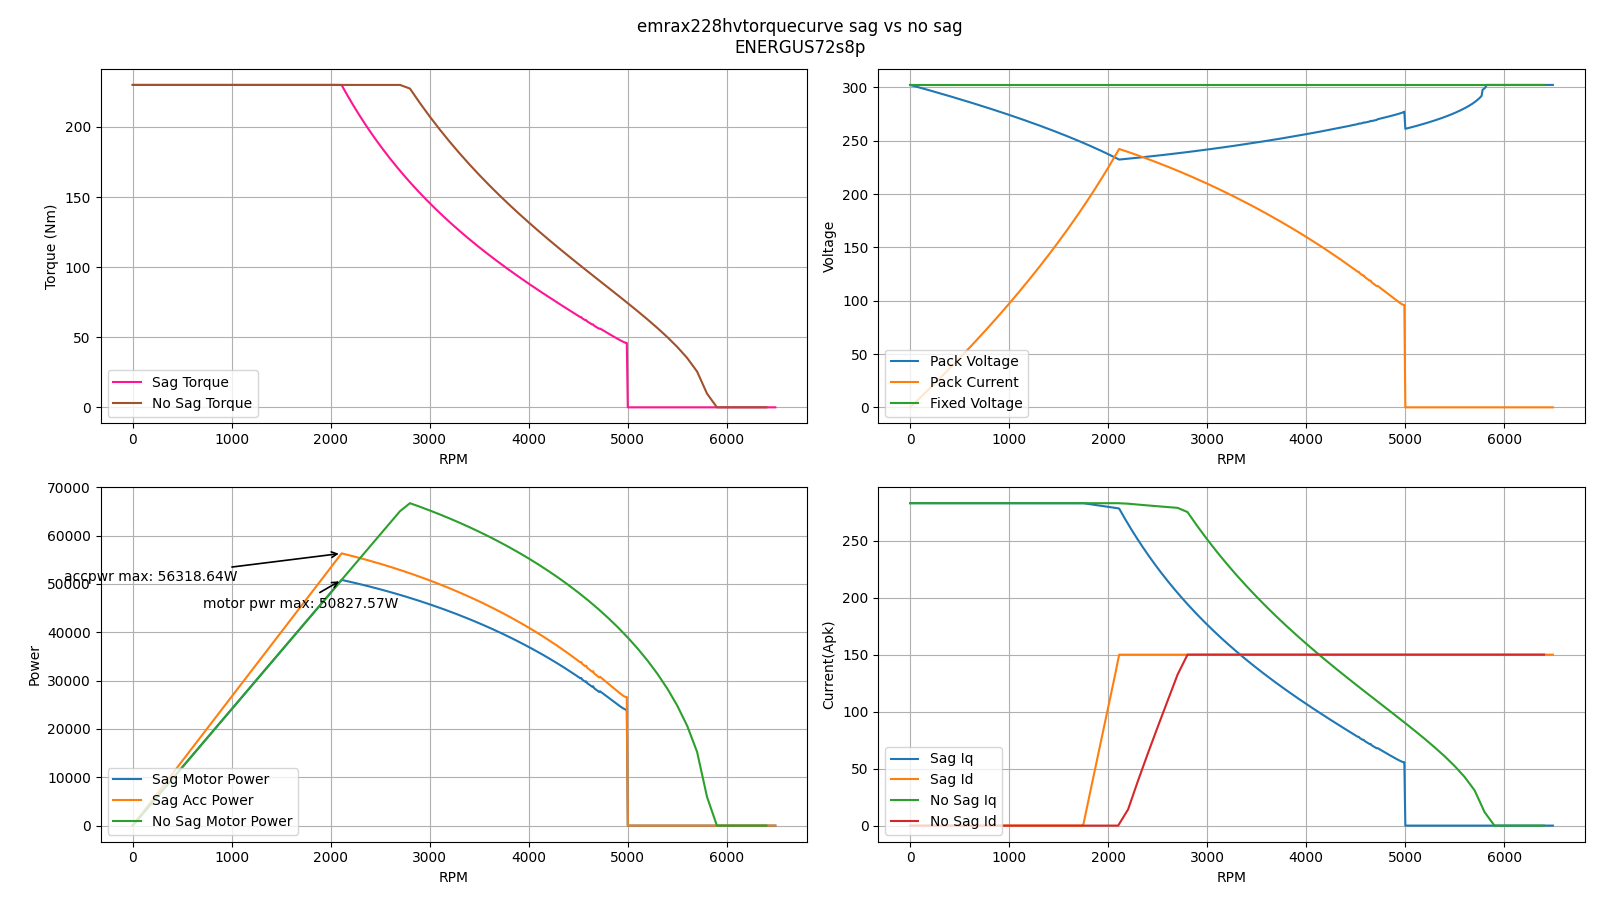 emrax228hvtorquecurve sag vs no sag
ENERGUS72s8p
Torque (Nm)
200
150
100
50
0
Sag Torque
No Sag Torque
0 1000 2000 3000 4000 5000 6000
RPM
Voltage
300
250
200
150
100
50
0
Pack Voltage
Pack Current
Fixed Voltage
0 1000 2000 3000 4000 5000 6000
RPM
Power
70000
60000
50000
40000
30000
20000
10000
0
accpwr max: 56318.64W
motor pwr max: 50827.57W
Sag Motor Power
Sag Acc Power
No Sag Motor Power
0 1000 2000 3000 4000 5000 6000
RPM
Current(Apk)
250
200
150
100
50
0
Sag Iq
Sag Id
No Sag Iq
No Sag Id
0 1000 2000 3000 4000 5000 6000
RPM